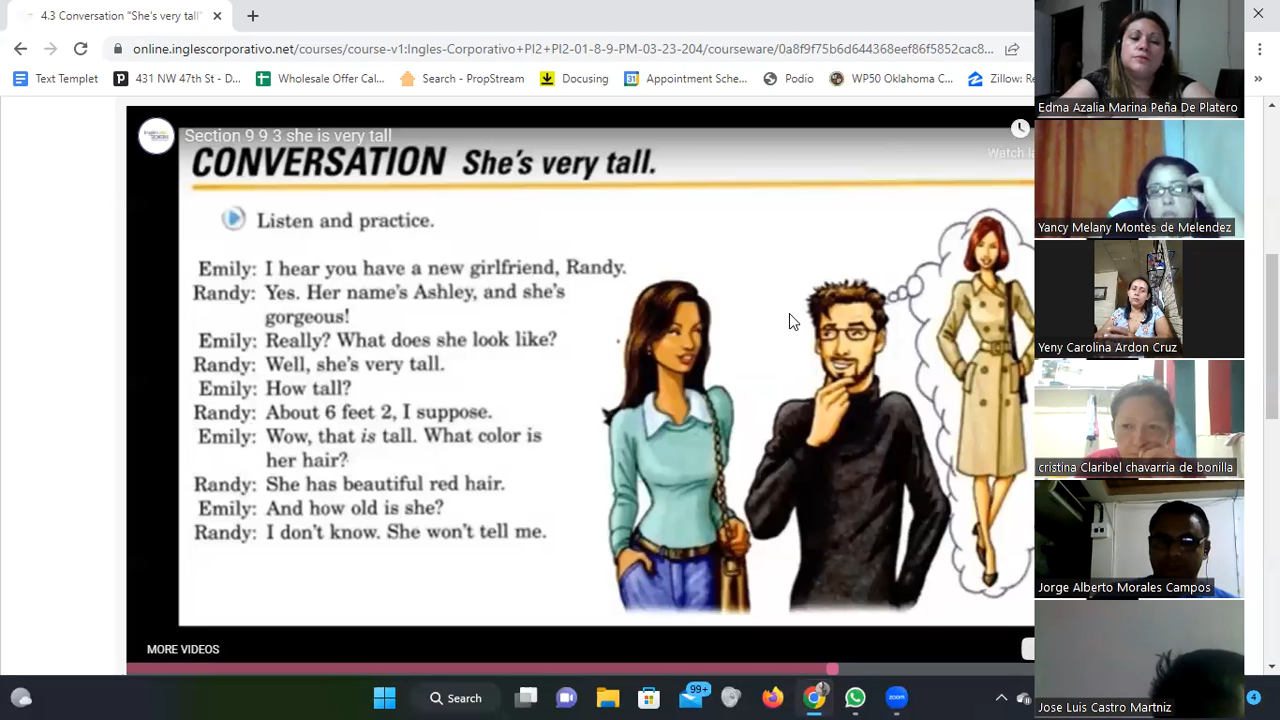 4.3 Conversation "She's very tall"
online.inglescorporativo.net/courses/course-v1:Ingles-Corporativo+PI2+PI2-01-8-9-PM-03-23-204/courseware/0a8f9f75b6d644368eef86f5852cac8...
Text Templet
431 NW 47th St - D...
Wholesale Offer Cal...
Search - PropStream
Docusing
Appointment Sche...
Podio
WP50 Oklahoma C...
Zillow: Re
Section 9 9 3 she is very tall
Watch la
CONVERSATION She's very tall.
Listen and practice.
Emily: I hear you have a new girlfriend, Randy.
Randy: Yes. Her name's Ashley, and she's
gorgeous!
Emily: Really? What does she look like?
Randy: Well, she's very tall.
Emily: How tall?
Randy: About 6 feet 2, I suppose.
Emily: Wow, that is tall. What color is
her hair?
Randy: She has beautiful red hair.
Emily: And how old is she?
Randy: I don't know. She won't tell me.
MORE VIDEOS
Edma Azalia Marina Peña De Platero
Yancy Melany Montes de Melendez
Yeny Carolina Ardon Cruz
cristina Claribel chavarria de bonilla
Jorge Alberto Morales Campos
Jose Luis Castro Martniz
Search
99+
zoom
4